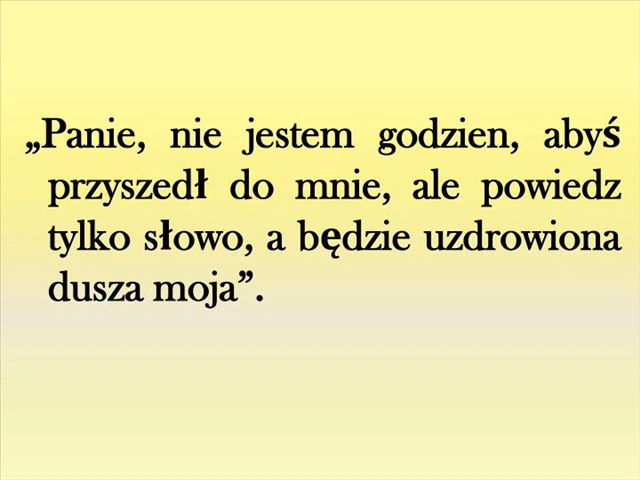 „Panie, nie jestem godzien, abyś
przyszedł do mnie, ale powiedz
tylko słowo, a będzie uzdrowiona
dusza moja”.